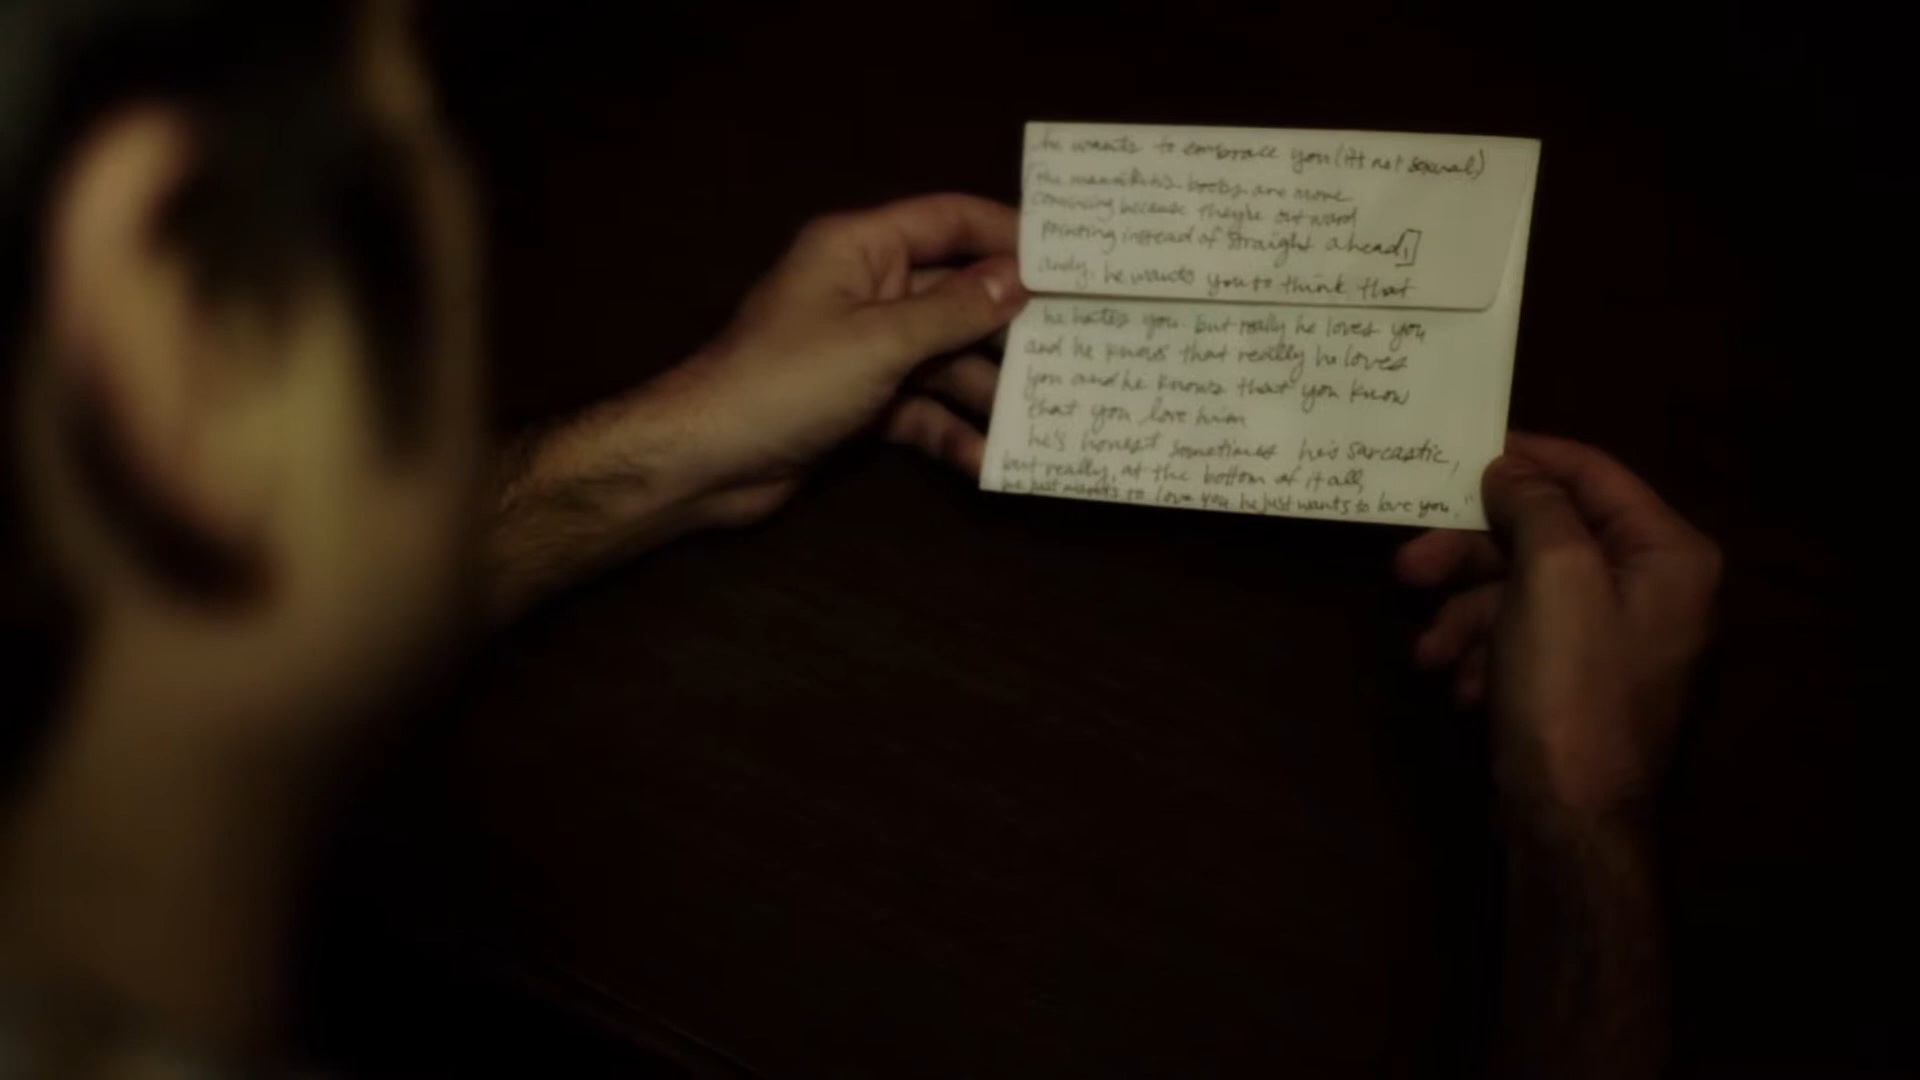 he wants to embrace you (it's not sexual)
[the mannikins boobs are more
convincing because they're outward
pointing instead of straight ahead,]
andy, he wants you to think that
he hates you but really he loves you
and he knows that really he loves
you and he knows that you know
that you love him
he's honest sometimes he's sarcastic,
but really, at the bottom of it all,
he just wants to love you he just wants to love you,"